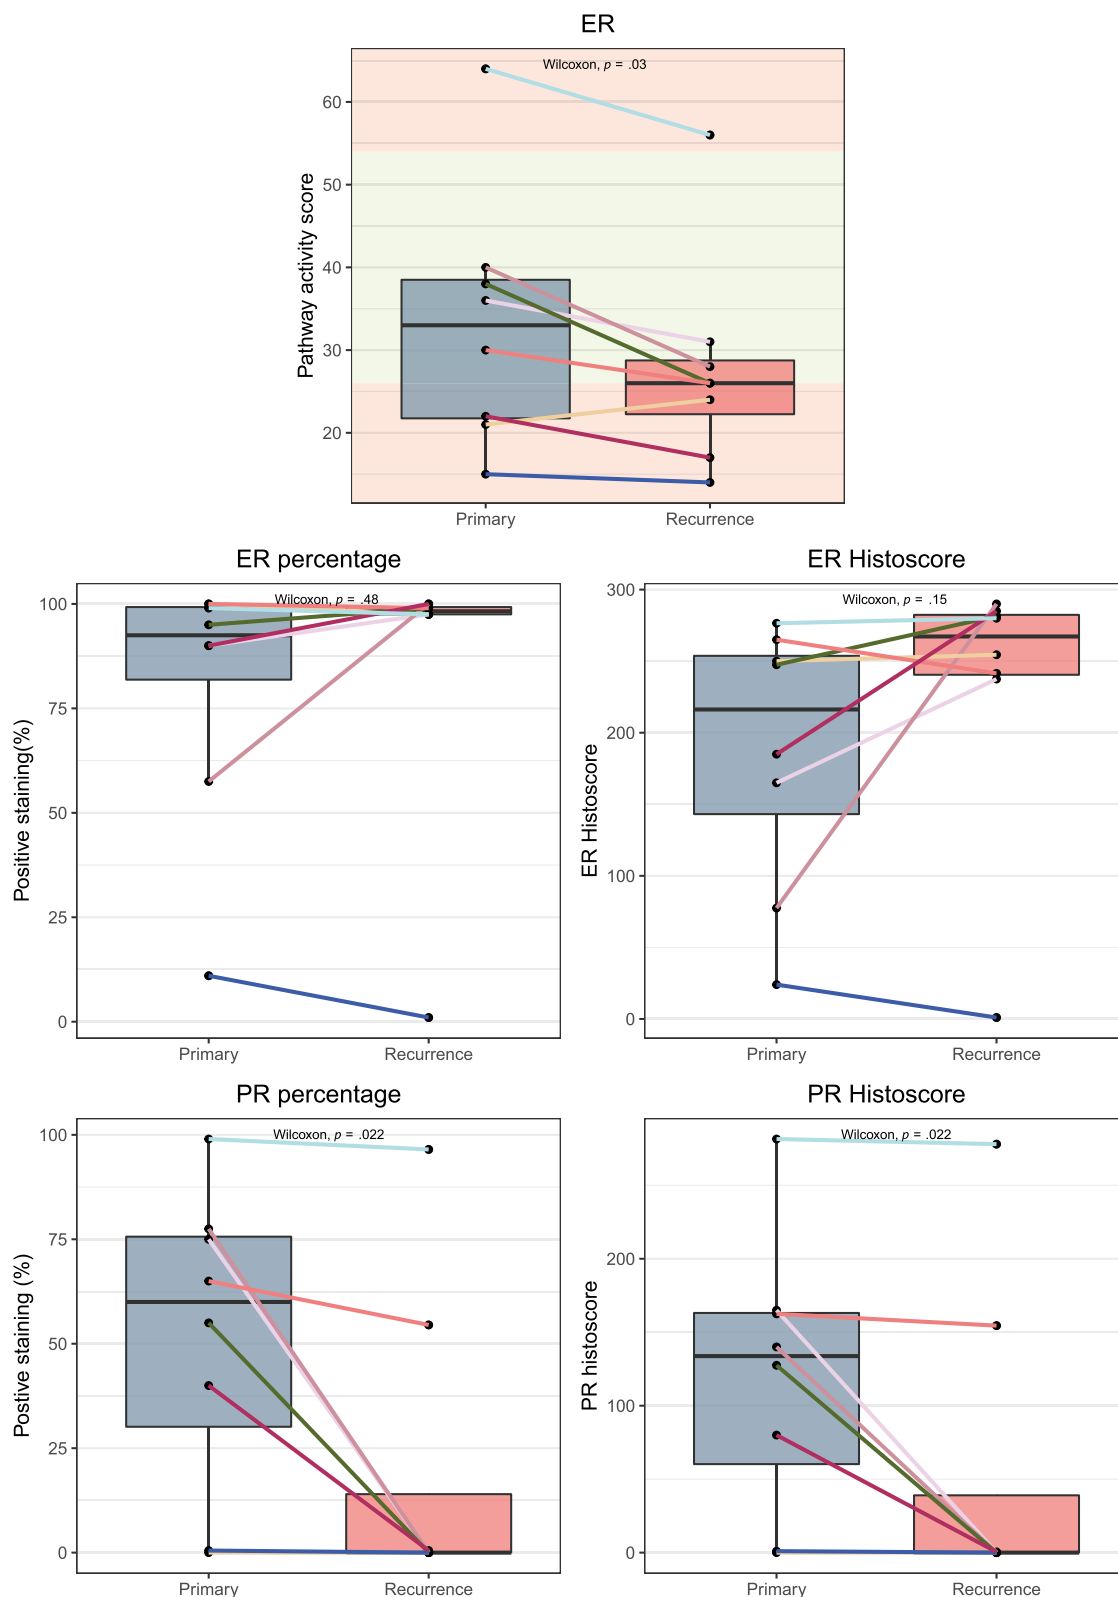 ER
Wilcoxon, p = .03
Pathway activity score
60
50
40
30
20
Primary
Recurrence
ER percentage
Wilcoxon, p = .48
Positive staining(%)
100
75
50
25
0
Primary
Recurrence
ER Histoscore
Wilcoxon, p = .15
ER Histoscore
300
200
100
0
Primary
Recurrence
PR percentage
Wilcoxon, p = .022
Postive staining (%)
100
75
50
25
0
Primary
Recurrence
PR Histoscore
Wilcoxon, p = .022
PR histoscore
200
100
0
Primary
Recurrence